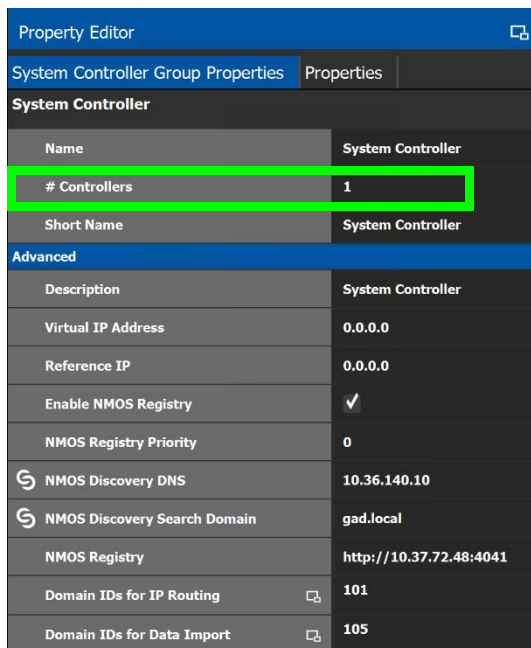 Property Editor
System Controller Group Properties Properties
System Controller
Name System Controller
# Controllers 1
Short Name System Controller
Advanced
Description System Controller
Virtual IP Address 0.0.0.0
Reference IP 0.0.0.0
Enable NMOS Registry
NMOS Registry Priority 0
NMOS Discovery DNS 10.36.140.10
NMOS Discovery Search Domain gad.local
NMOS Registry http://10.37.72.48:4041
Domain IDs for IP Routing 101
Domain IDs for Data Import 105